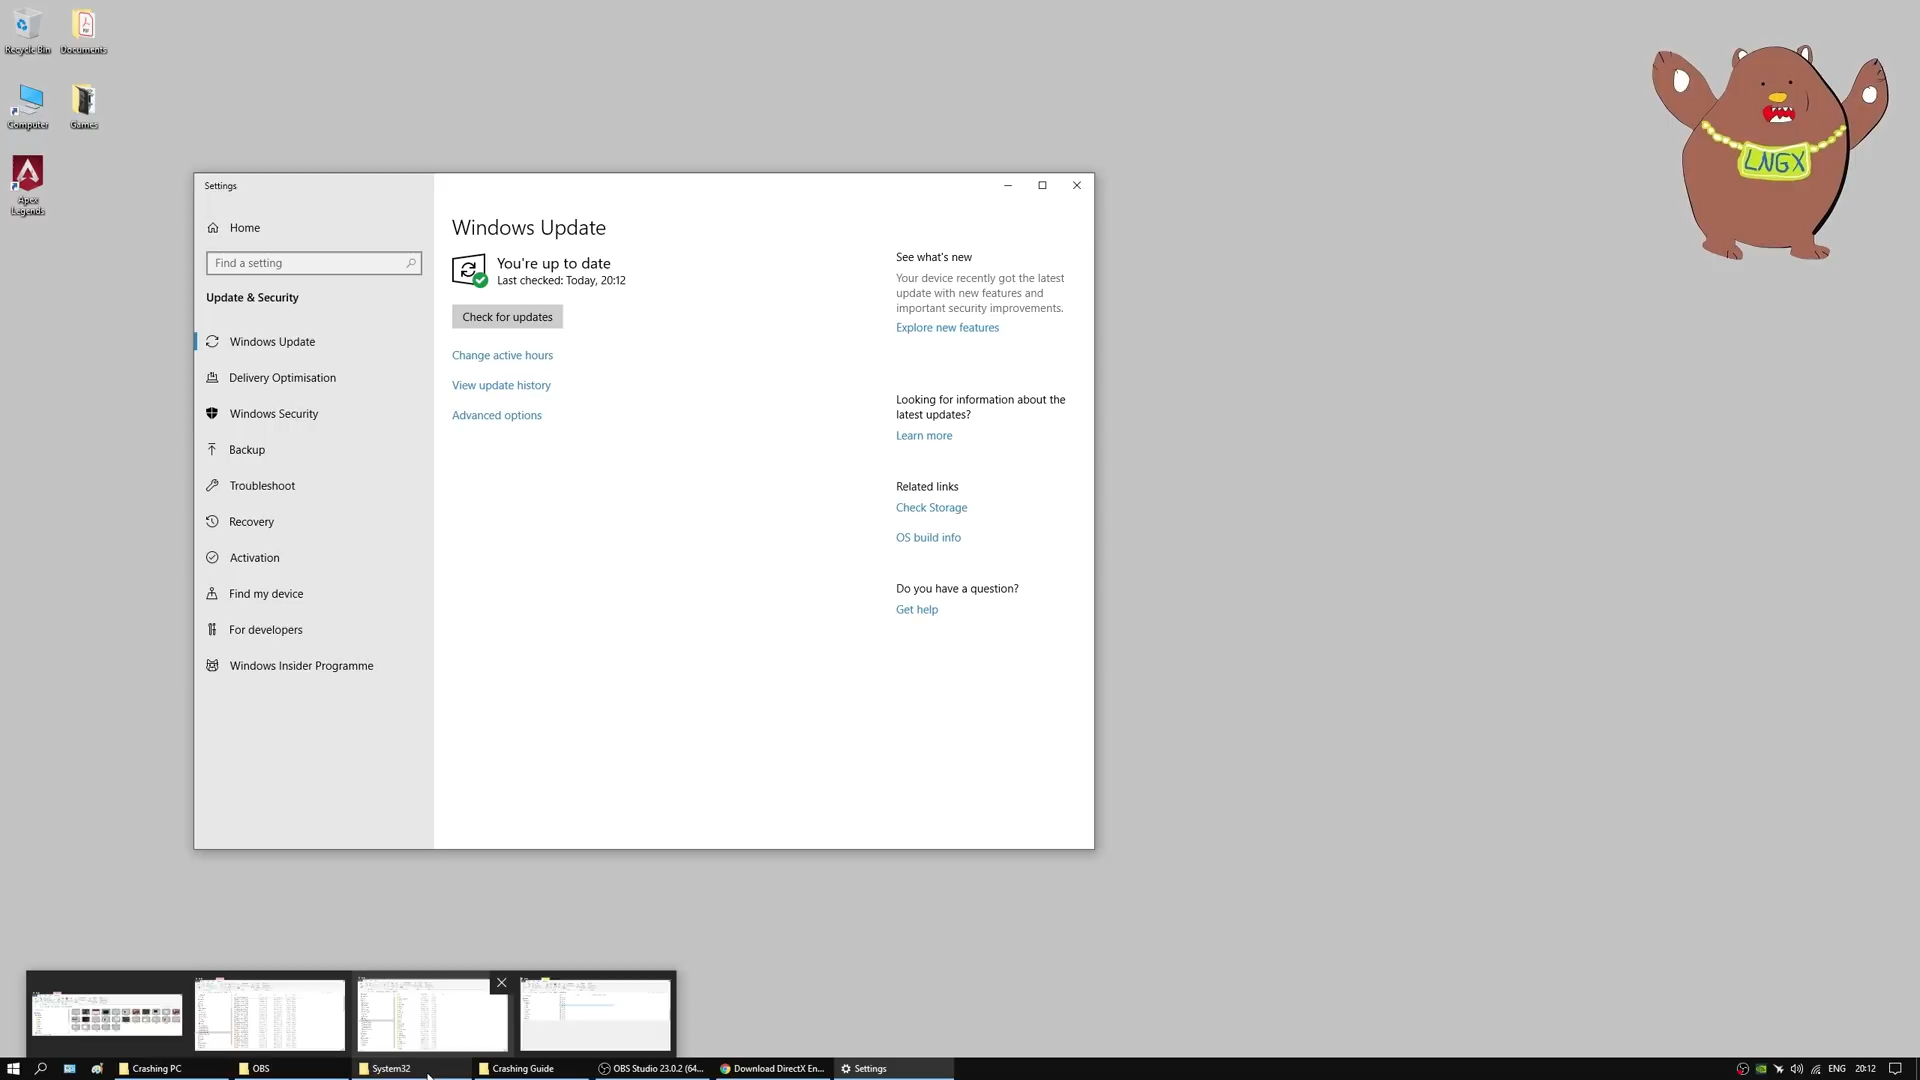 Recycle Bin
Documents
Computer
Games
Apex
Legends
LNGX
Settings
Home
Find a setting
Update & Security
Windows Update
Delivery Optimisation
Windows Security
Backup
Troubleshoot
Recovery
Activation
Find my device
For developers
Windows Insider Programme
Windows Update
You're up to date
Last checked: Today, 20:12
Check for updates
Change active hours
View update history
Advanced options
See what's new
Your device recently got the latest
update with new features and
important security improvements.
Explore new features
Looking for information about the
latest updates?
Learn more
Related links
Check Storage
OS build info
Do you have a question?
Get help
Crashing PC
OBS
System32
Crashing Guide
OBS Studio 23.0.2 (64...
Download DirectX En...
Settings
ENG
20:12